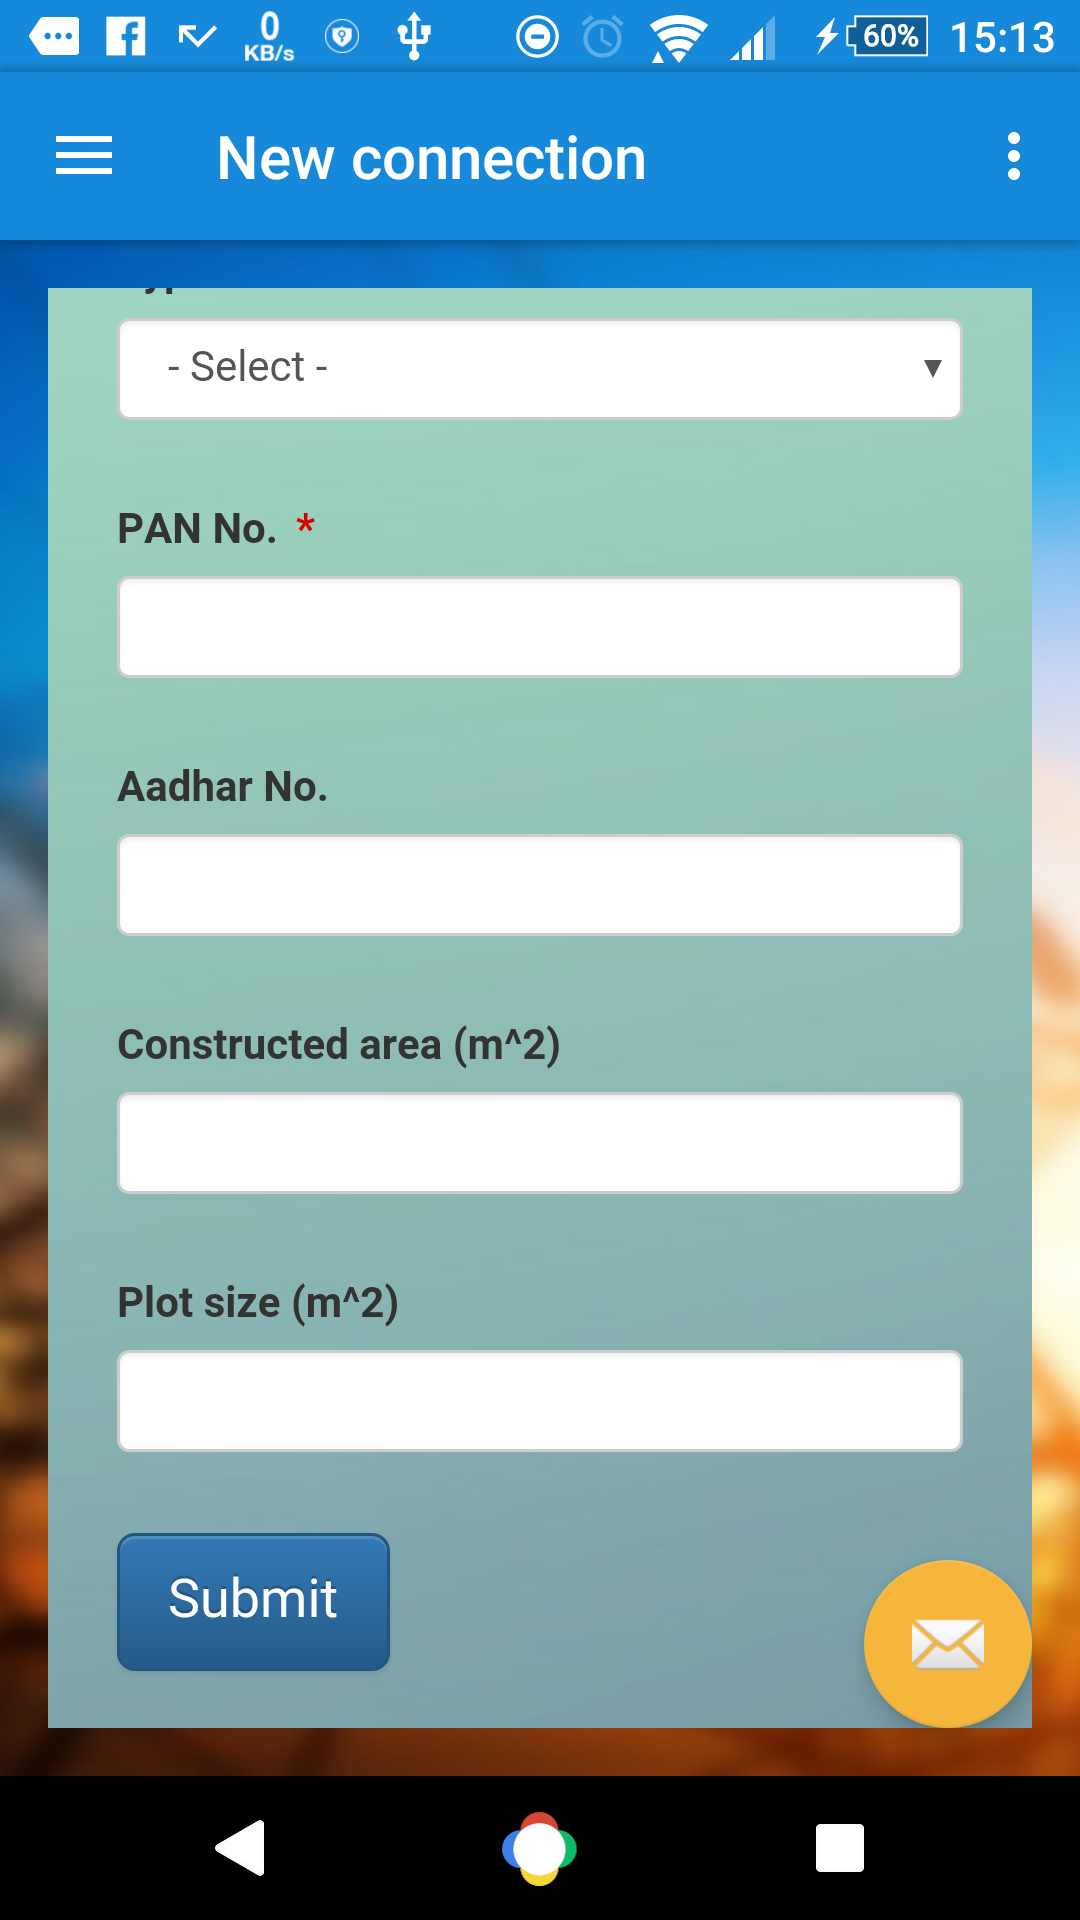 0
KB/s
60%
15:13
New connection
- Select -
PAN No. *
Aadhar No.
Constructed area (m^2)
Plot size (m^2)
Submit